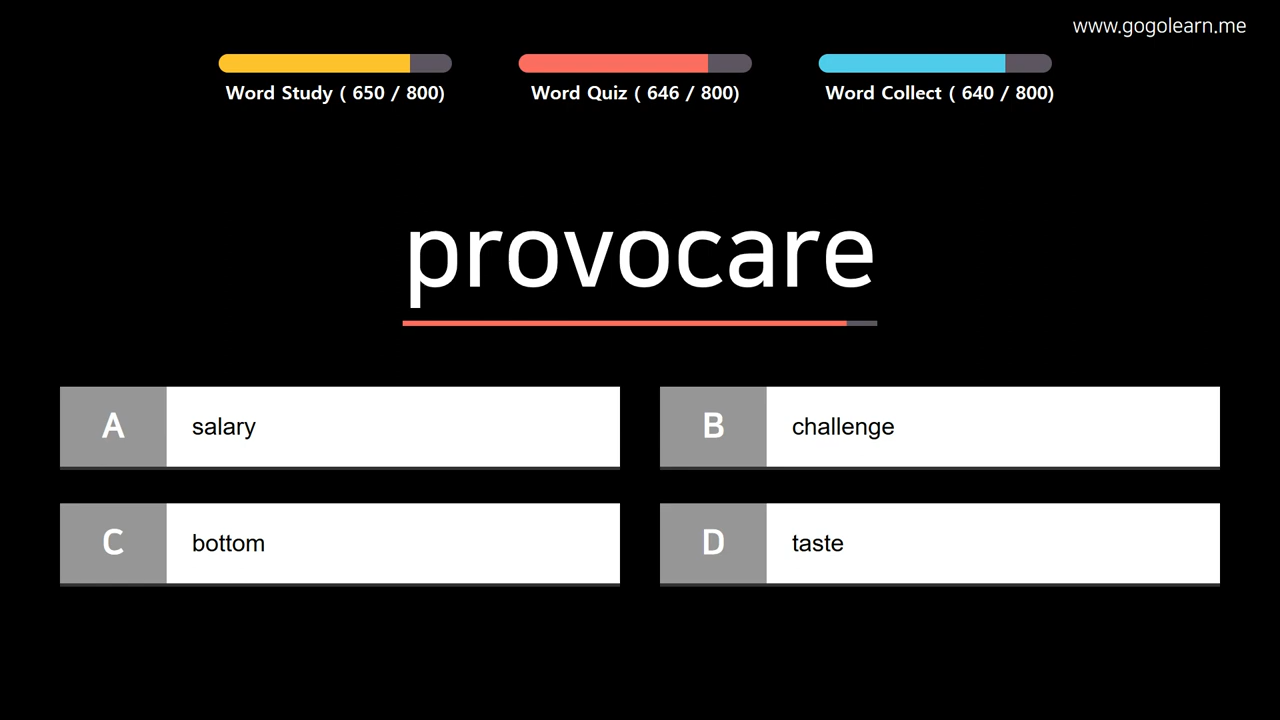 www.gogolearn.me
Word Study ( 650 / 800)
Word Quiz ( 646 / 800)
Word Collect ( 640 / 800)
provocare
A salary
B challenge
C bottom
D taste